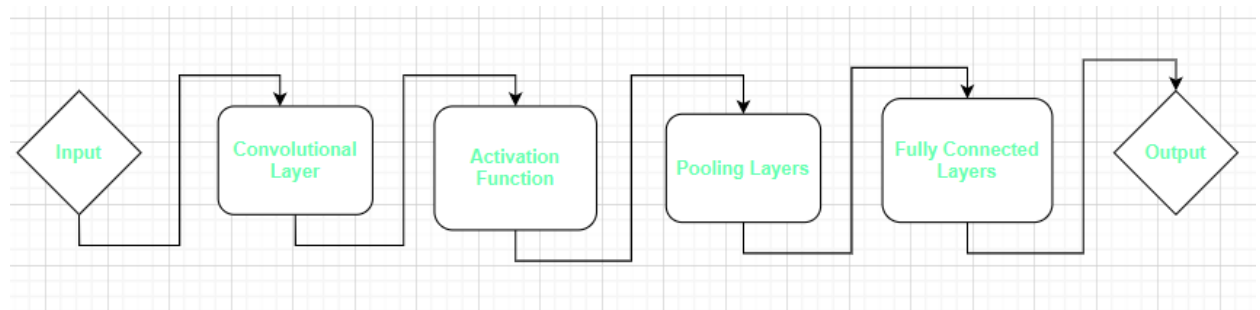 Input
Convolutional
Layer
Activation
Function
Pooling Layers
Fully Connected
Layers
Output